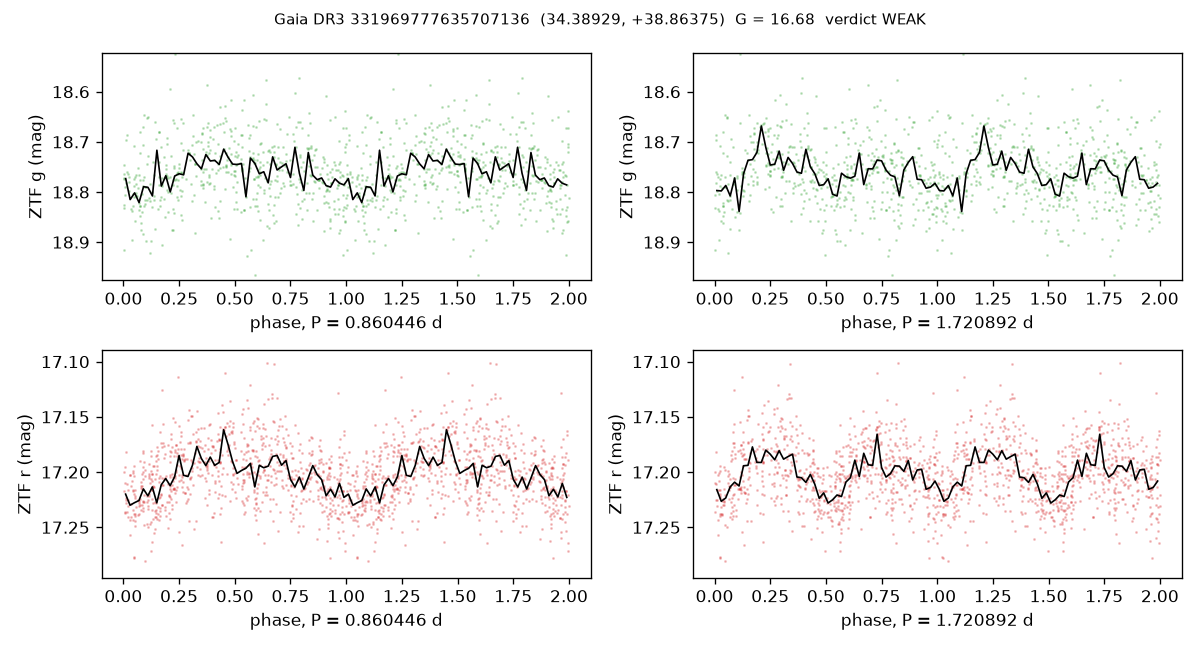 Gaia DR3 331969777635707136  (34.38929, +38.86375)  G = 16.68  verdict WEAK
ZTF g (mag)
18.6
18.7
18.8
18.9
0.00 0.25 0.50 0.75 1.00 1.25 1.50 1.75 2.00
phase, P = 0.860446 d
ZTF g (mag)
18.6
18.7
18.8
18.9
0.00 0.25 0.50 0.75 1.00 1.25 1.50 1.75 2.00
phase, P = 1.720892 d
ZTF r (mag)
17.10
17.15
17.20
17.25
0.00 0.25 0.50 0.75 1.00 1.25 1.50 1.75 2.00
phase, P = 0.860446 d
ZTF r (mag)
17.10
17.15
17.20
17.25
0.00 0.25 0.50 0.75 1.00 1.25 1.50 1.75 2.00
phase, P = 1.720892 d